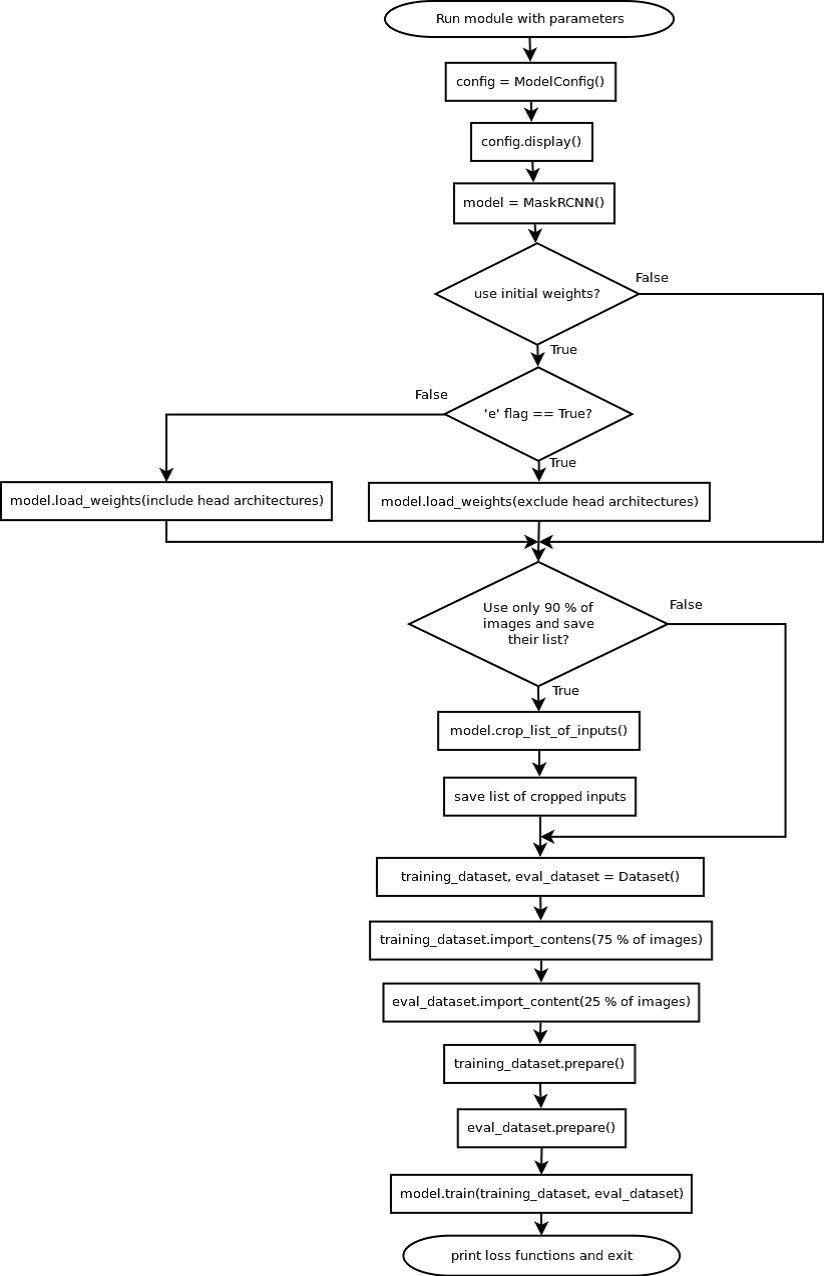 Run module with parameters
config = ModelConfig()
config.display()
model = MaskRCNN()
use initial weights?
False
True
'e' flag == True?
False
True
model.load_weights(include head architectures)
model.load_weights(exclude head architectures)
Use only 90 % of
images and save
their list?
False
True
model.crop_list_of_inputs()
save list of cropped inputs
training_dataset, eval_dataset = Dataset()
training_dataset.import_contens(75 % of images)
eval_dataset.import_content(25 % of images)
training_dataset.prepare()
eval_dataset.prepare()
model.train(training_dataset, eval_dataset)
print loss functions and exit